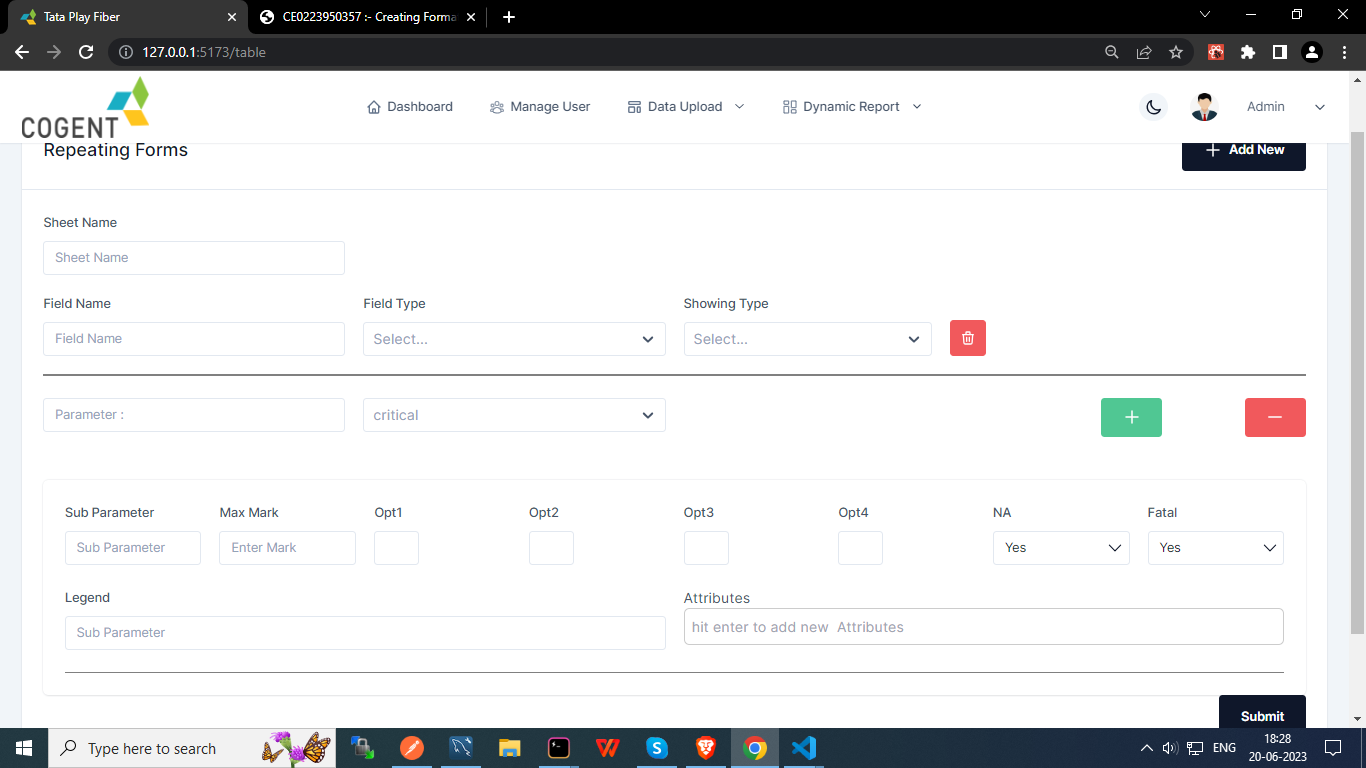 Tata Play Fiber
CE0223950357 :- Creating Forma
127.0.0.1:5173/table
COGENT
Dashboard
Manage User
Data Upload
Dynamic Report
Admin
Repeating Forms
Add New
Sheet Name
Sheet Name
Field Name Field Type Showing Type
Field Name Select... Select...
Parameter : critical
Sub Parameter Max Mark Opt1 Opt2 Opt3 Opt4 NA Fatal
Sub Parameter Enter Mark Yes Yes
Legend Attributes
Sub Parameter hit enter to add new Attributes
Submit
Type here to search
ENG
18:28
20-06-2023